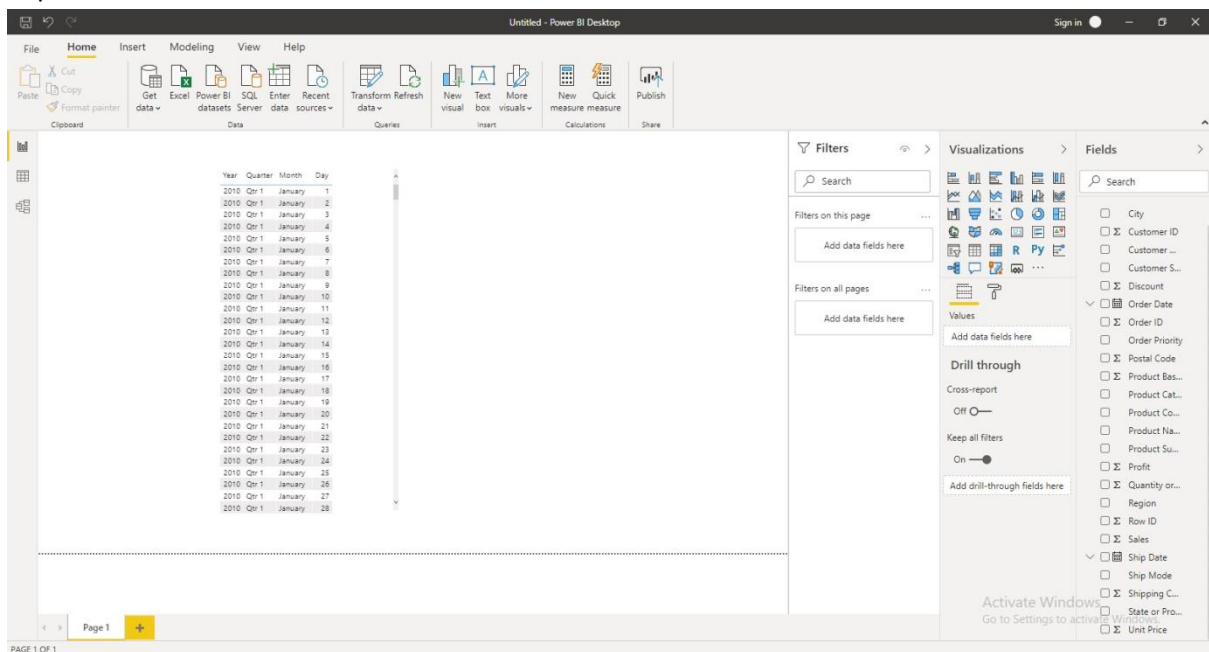 Untitled - Power BI Desktop
Sign in
File Home Insert Modeling View Help
Paste
Cut
Copy
Format painter
Get data
Excel
Power BI datasets
SQL Server
Enter data
Recent sources
Transform data
Refresh
New visual
Text box
More visuals
New measure
Quick measure
Publish
Clipboard
Data
Queries
Insert
Calculations
Share
Year Quarter Month Day
2010 Qtr 1 January 1
2010 Qtr 1 January 2
2010 Qtr 1 January 3
2010 Qtr 1 January 4
2010 Qtr 1 January 5
2010 Qtr 1 January 6
2010 Qtr 1 January 7
2010 Qtr 1 January 8
2010 Qtr 1 January 9
2010 Qtr 1 January 10
2010 Qtr 1 January 11
2010 Qtr 1 January 12
2010 Qtr 1 January 13
2010 Qtr 1 January 14
2010 Qtr 1 January 15
2010 Qtr 1 January 16
2010 Qtr 1 January 17
2010 Qtr 1 January 18
2010 Qtr 1 January 19
2010 Qtr 1 January 20
2010 Qtr 1 January 21
2010 Qtr 1 January 22
2010 Qtr 1 January 23
2010 Qtr 1 January 24
2010 Qtr 1 January 25
2010 Qtr 1 January 26
2010 Qtr 1 January 27
2010 Qtr 1 January 28
Filters
Search
Filters on this page ...
Add data fields here
Filters on all pages ...
Add data fields here
Visualizations
R Py
...
Values
Add data fields here
Drill through
Cross-report
Off
Keep all filters
On
Add drill-through fields here
Fields
Search
City
Σ Customer ID
Customer ...
Customer S...
Σ Discount
Order Date
Σ Order ID
Order Priority
Σ Postal Code
Σ Product Bas...
Product Cat...
Product Co...
Product Na...
Product Su...
Σ Profit
Σ Quantity or...
Region
Σ Row ID
Σ Sales
Ship Date
Ship Mode
Σ Shipping C...
State or Pro...
Σ Unit Price
Activate Windows
Go to Settings to activate Windows.
Page 1
PAGE 1 OF 1